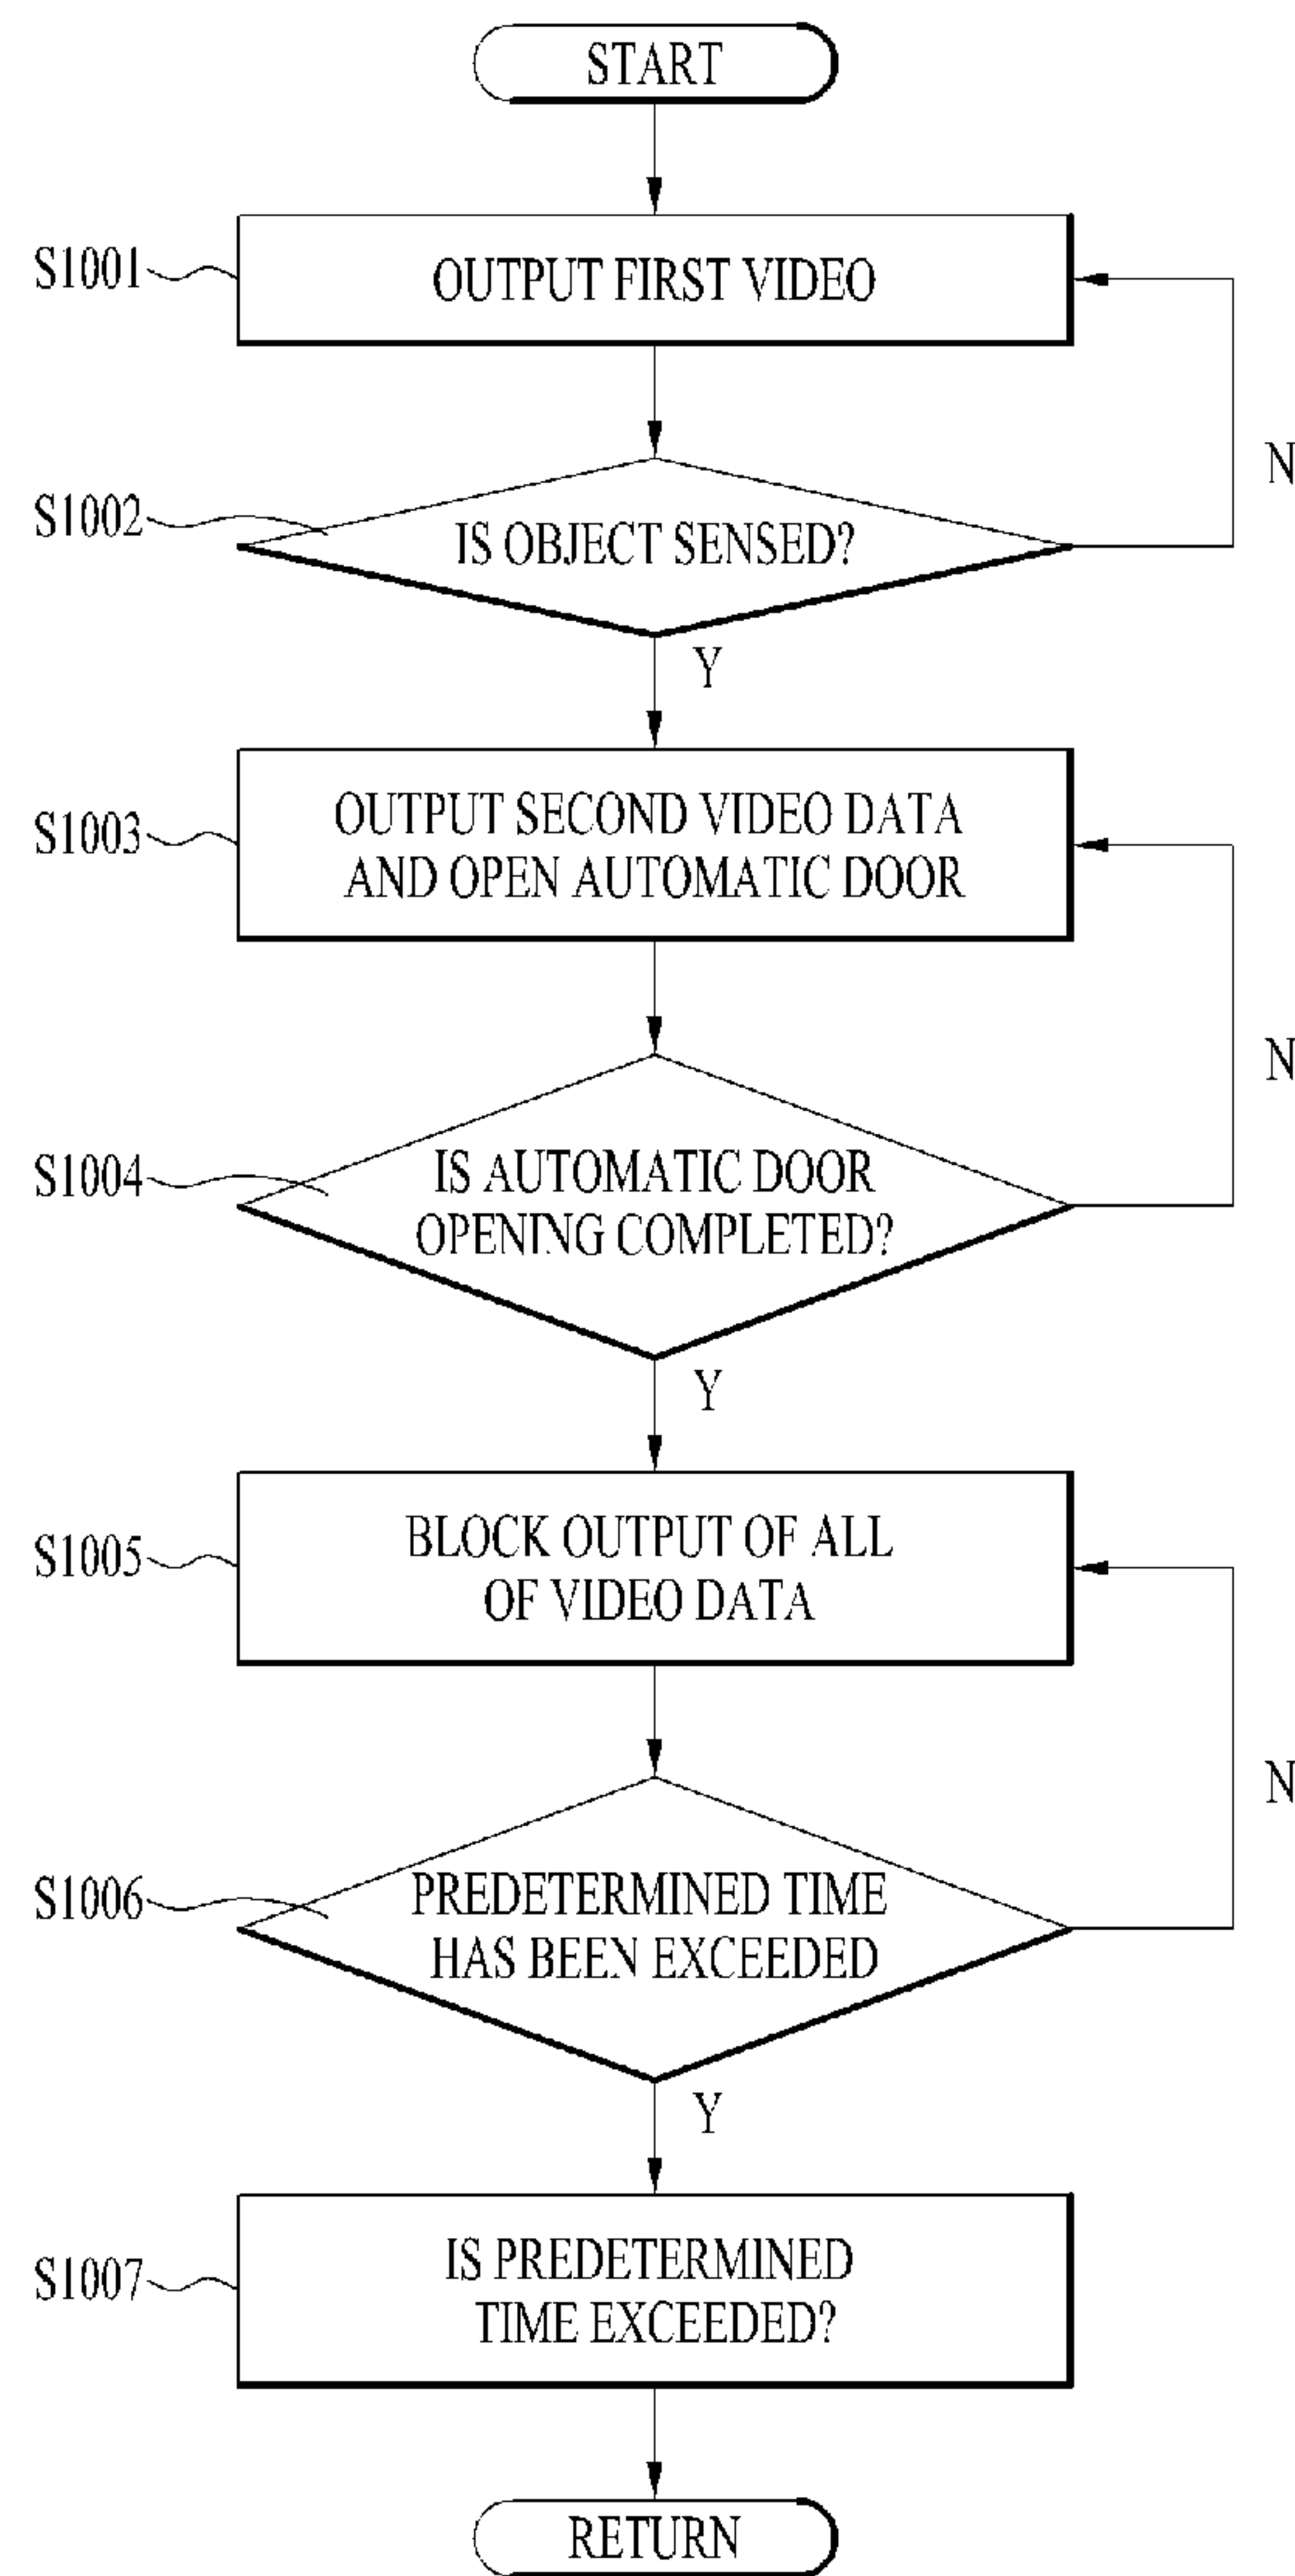 START
S1001
OUTPUT FIRST VIDEO
N
S1002
IS OBJECT SENSED?
Y
S1003
OUTPUT SECOND VIDEO DATA
AND OPEN AUTOMATIC DOOR
N
S1004
IS AUTOMATIC DOOR
OPENING COMPLETED?
Y
S1005
BLOCK OUTPUT OF ALL
OF VIDEO DATA
N
S1006
PREDETERMINED TIME
HAS BEEN EXCEEDED
Y
S1007
IS PREDETERMINED
TIME EXCEEDED?
RETURN